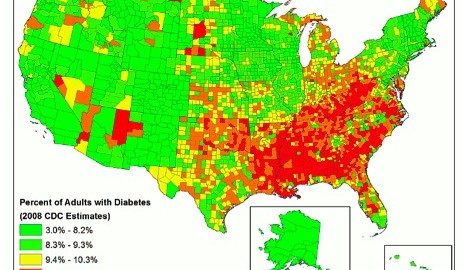 Percent of Adults with Diabetes
(2008 CDC Estimates)
3.0% - 8.2%
8.3% - 9.3%
9.4% - 10.3%